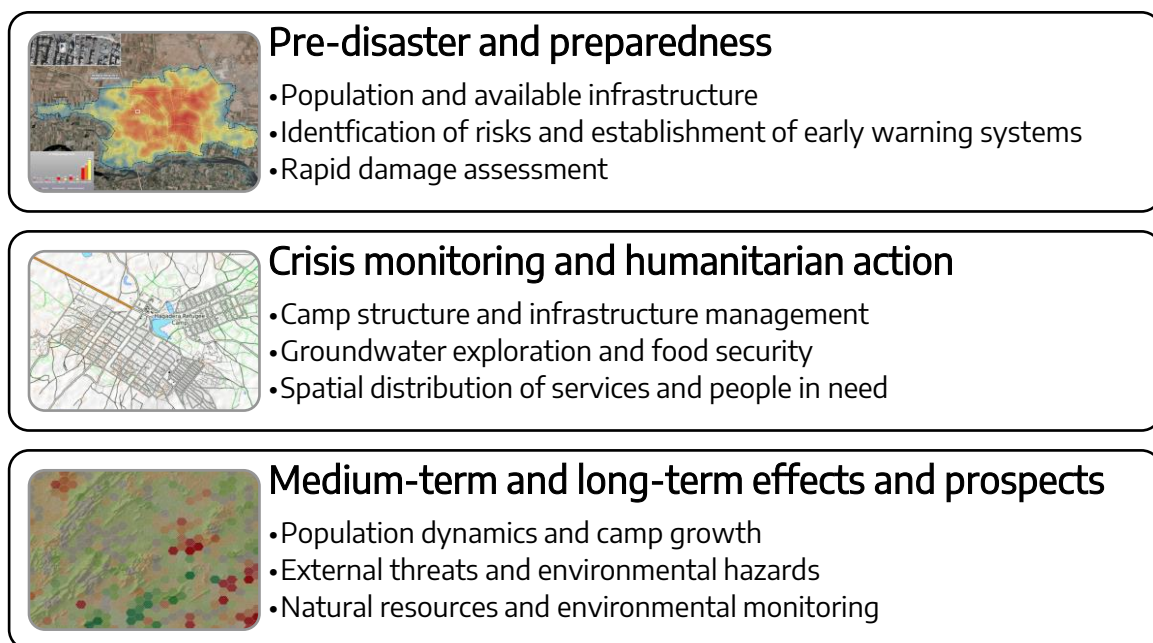 Pre-disaster and preparedness
•Population and available infrastructure
•Identfication of risks and establishment of early warning systems
•Rapid damage assessment
Crisis monitoring and humanitarian action
Hagadera Refugee
Camp
•Camp structure and infrastructure management
•Groundwater exploration and food security
•Spatial distribution of services and people in need
Medium-term and long-term effects and prospects
•Population dynamics and camp growth
•External threats and environmental hazards
•Natural resources and environmental monitoring